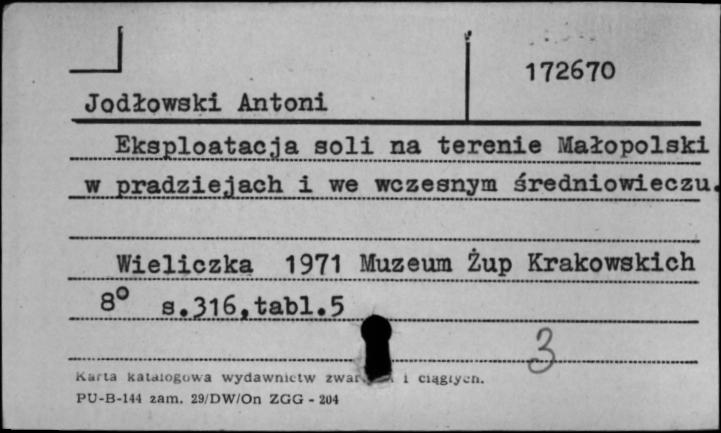 172670
Jodłowski Antoni
Eksploatacja soli na terenie Małopolski
w pradziejach i we wczesnym średniowieczu.
Wieliczka 1971 Muzeum Żup Krakowskich
8° s.316, tabl.5
3
Karta katalogowa wydawnictw i ciągłych.
PU-B-144 zam. 29/DW/On ZGG - 204